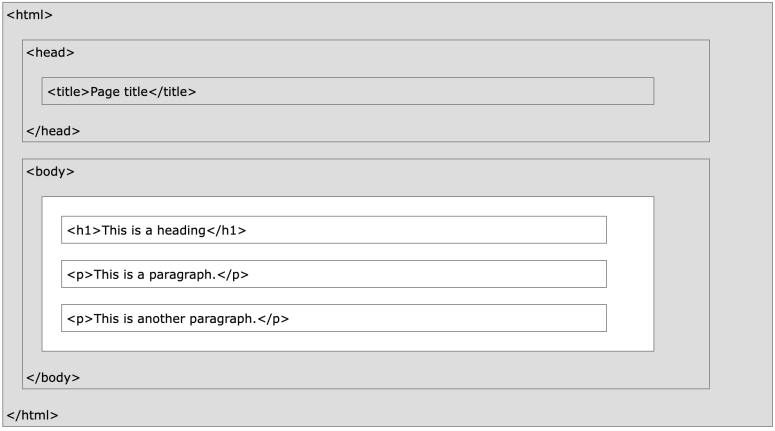 <html>
<head>
<title>Page title</title>
</head>
<body>
<h1>This is a heading</h1>
<p>This is a paragraph.</p>
<p>This is another paragraph.</p>
</body>
</html>